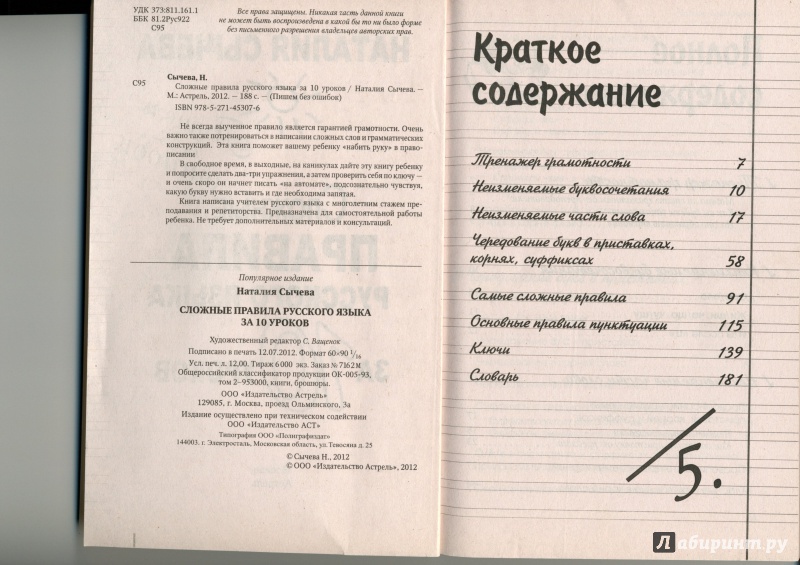 УДК 373:811.161.1
ББК 81.2Рус922
С95
Все права защищены. Никакая часть данной книги
не может быть воспроизведена в какой бы то ни было форме
без письменного разрешения владельцев авторских прав.
Сычева, Н.
С95
Сложные правила русского языка за 10 уроков / Наталия Сычева. —
М.: Астрель, 2012. — 188 с. — (Пишем без ошибок)
ISBN 978-5-271-45307-6
Не всегда выученное правило является гарантией грамотности. Очень
важно также потренироваться в написании сложных слов и грамматических
конструкций. Эта книга поможет вашему ребенку «набить руку» в право-
писании
В свободное время, в выходные, на каникулах дайте эту книгу ребенку
и попросите сделать два-три упражнения, а затем проверить себя по ключу —
и очень скоро он начнет писать «на автомате», подсознательно чувствуя,
какую букву нужно вставить и где необходима запятая.
Книга написана учителем русского языка с многолетним стажем пре-
подавания и репетиторства. Предназначена для самостоятельной работы
ребенка. Не требует дополнительных материалов и консультаций.
Популярное издание
Наталия Сычева
СЛОЖНЫЕ ПРАВИЛА РУССКОГО ЯЗЫКА
ЗА 10 УРОКОВ
Художественный редактор С. Ващенок
Подписано в печать 12.07.2012. Формат 60×90 1/16
Усл. печ. л. 12,00. Тираж 6 000 экз. Заказ № 7162М
Общероссийский классификатор продукции ОК-005-93,
том 2–953000, книги, брошюры.
ООО «Издательство Астрель»
129085, г. Москва, проезд Ольминского, 3а
Издание осуществлено при техническом содействии
ООО «Издательство АСТ»
Типография ООО «Полиграфиздат»
144003, г. Электросталь, Московская область, ул. Тевосяна д. 25
© Сычева Н., 2012
© ООО «Издательство Астрель», 2012
Краткое
содержание
Тренажер грамотности 7
Неизменяемые буквосочетания 10
Неизменяемые части слова 17
Чередование букв в приставках,
корнях, суффиксах 58
Самые сложные правила 91
Основные правила пунктуации 115
Ключи 139
Словарь 181
/5.
Лабиринт.ру